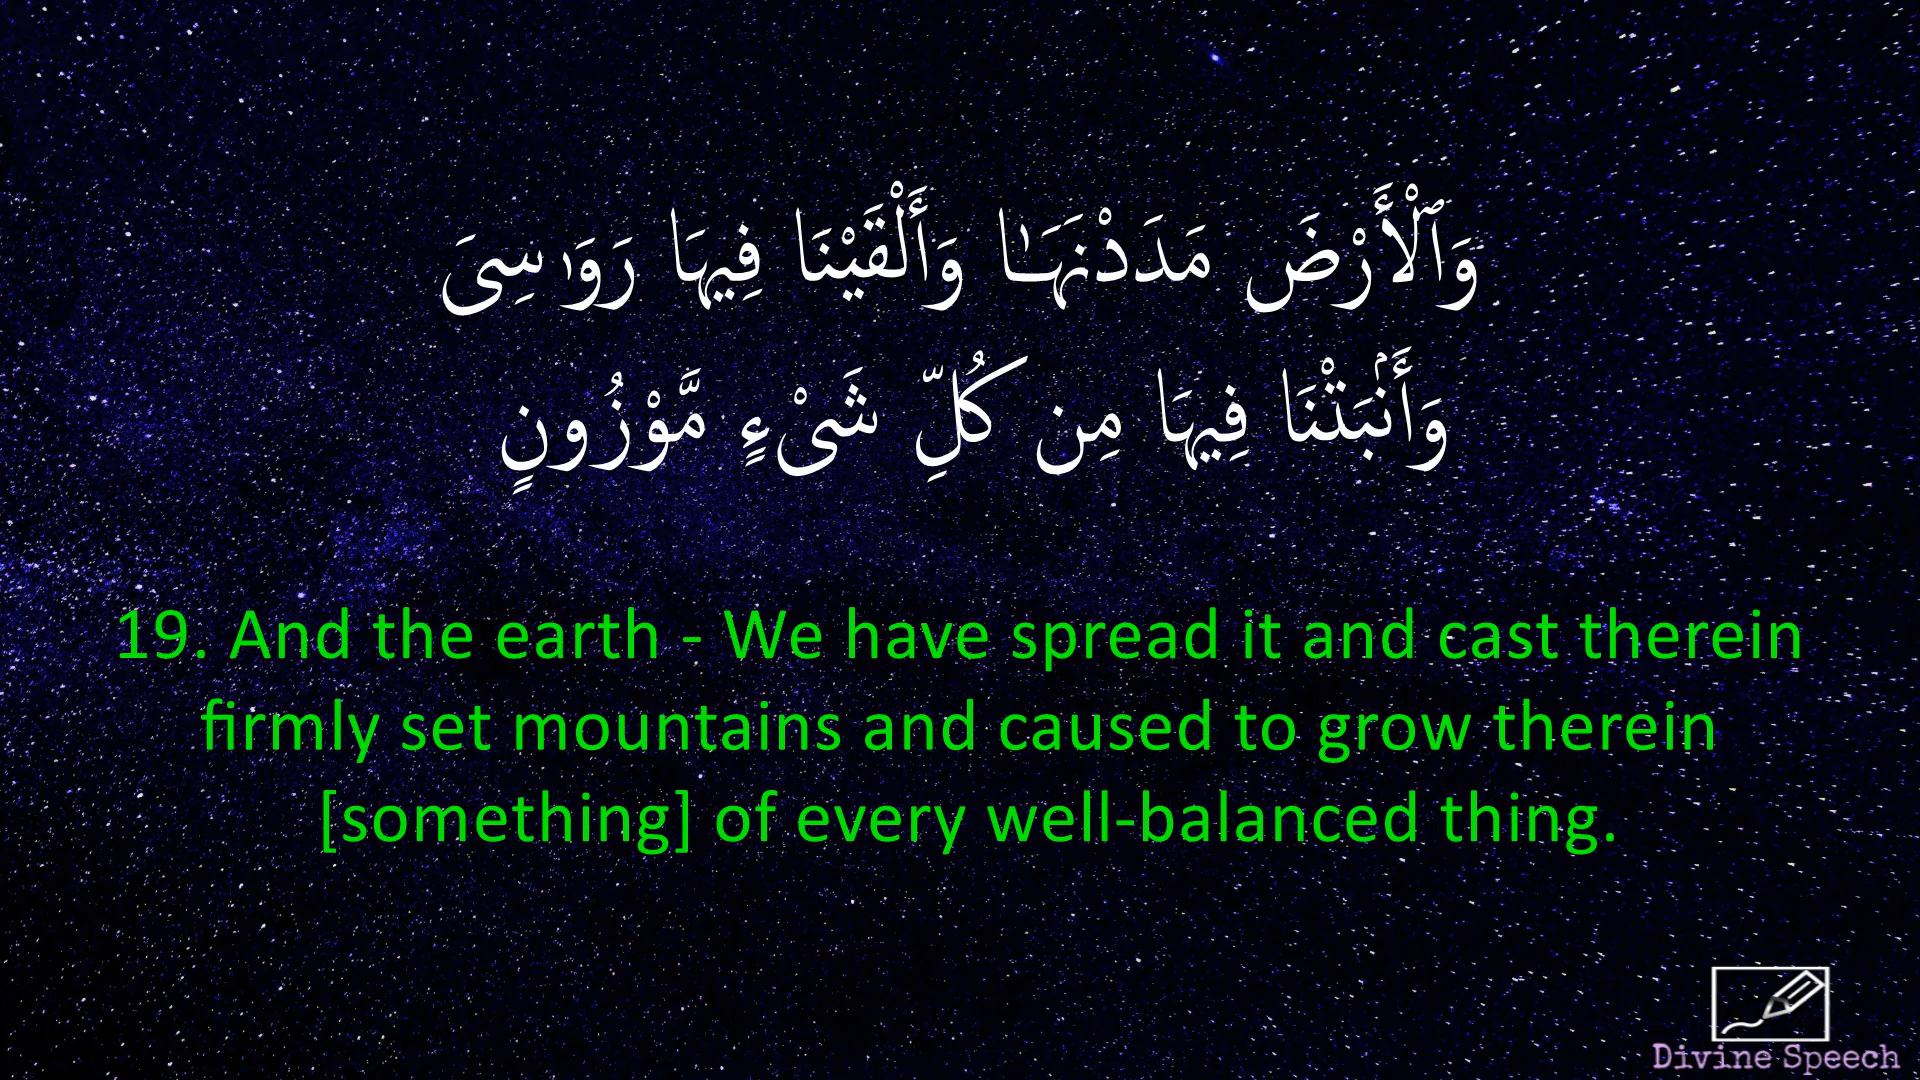 وَٱلْأَرْضَ مَدَدْنَـٰهَا وَأَلْقَيْنَا فِيهَا رَوَٰسِىَ
وَأَنۢبَتْنَا فِيهَا مِن كُلِّ شَىْءٍ مَّوْزُونٍ
19. And the earth - We have spread it and cast therein
firmly set mountains and caused to grow therein
[something] of every well-balanced thing.
Divine Speech